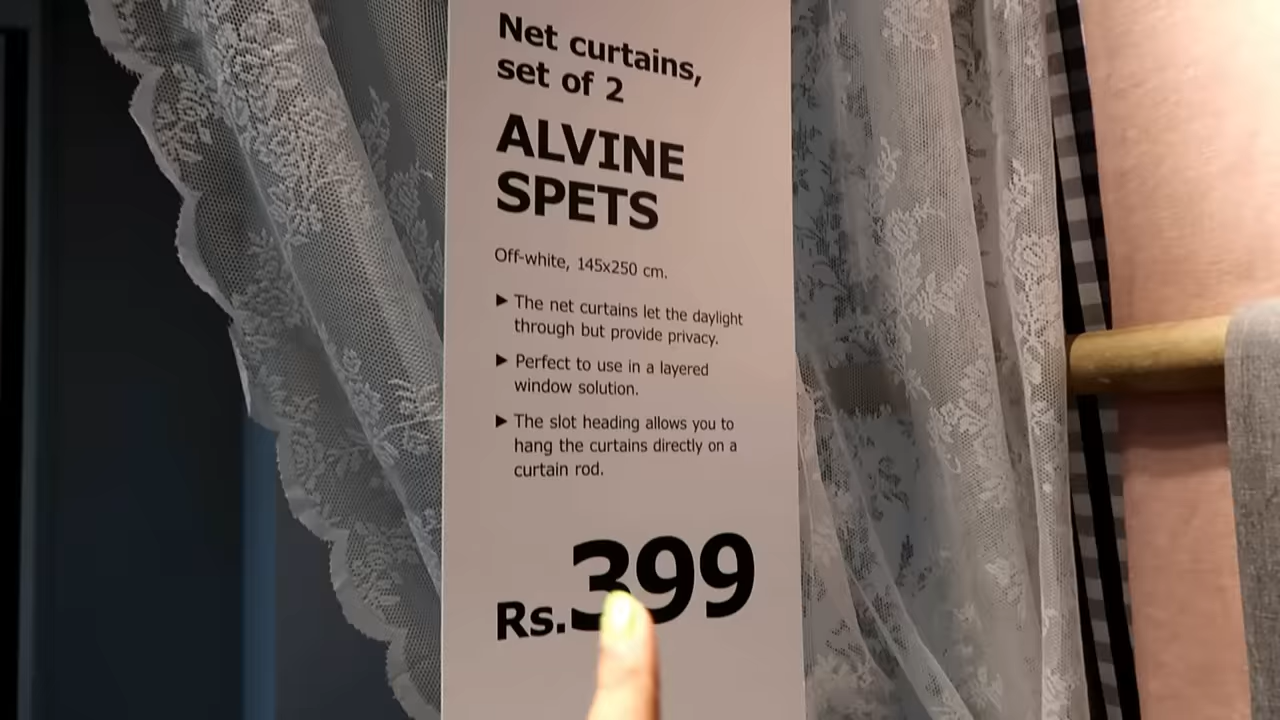 Net curtains,
set of 2
ALVINE
SPETS
Off-white, 145x250 cm.
▶ The net curtains let the daylight
through but provide privacy.
▶ Perfect to use in a layered
window solution.
▶ The slot heading allows you to
hang the curtains directly on a
curtain rod.
Rs.399